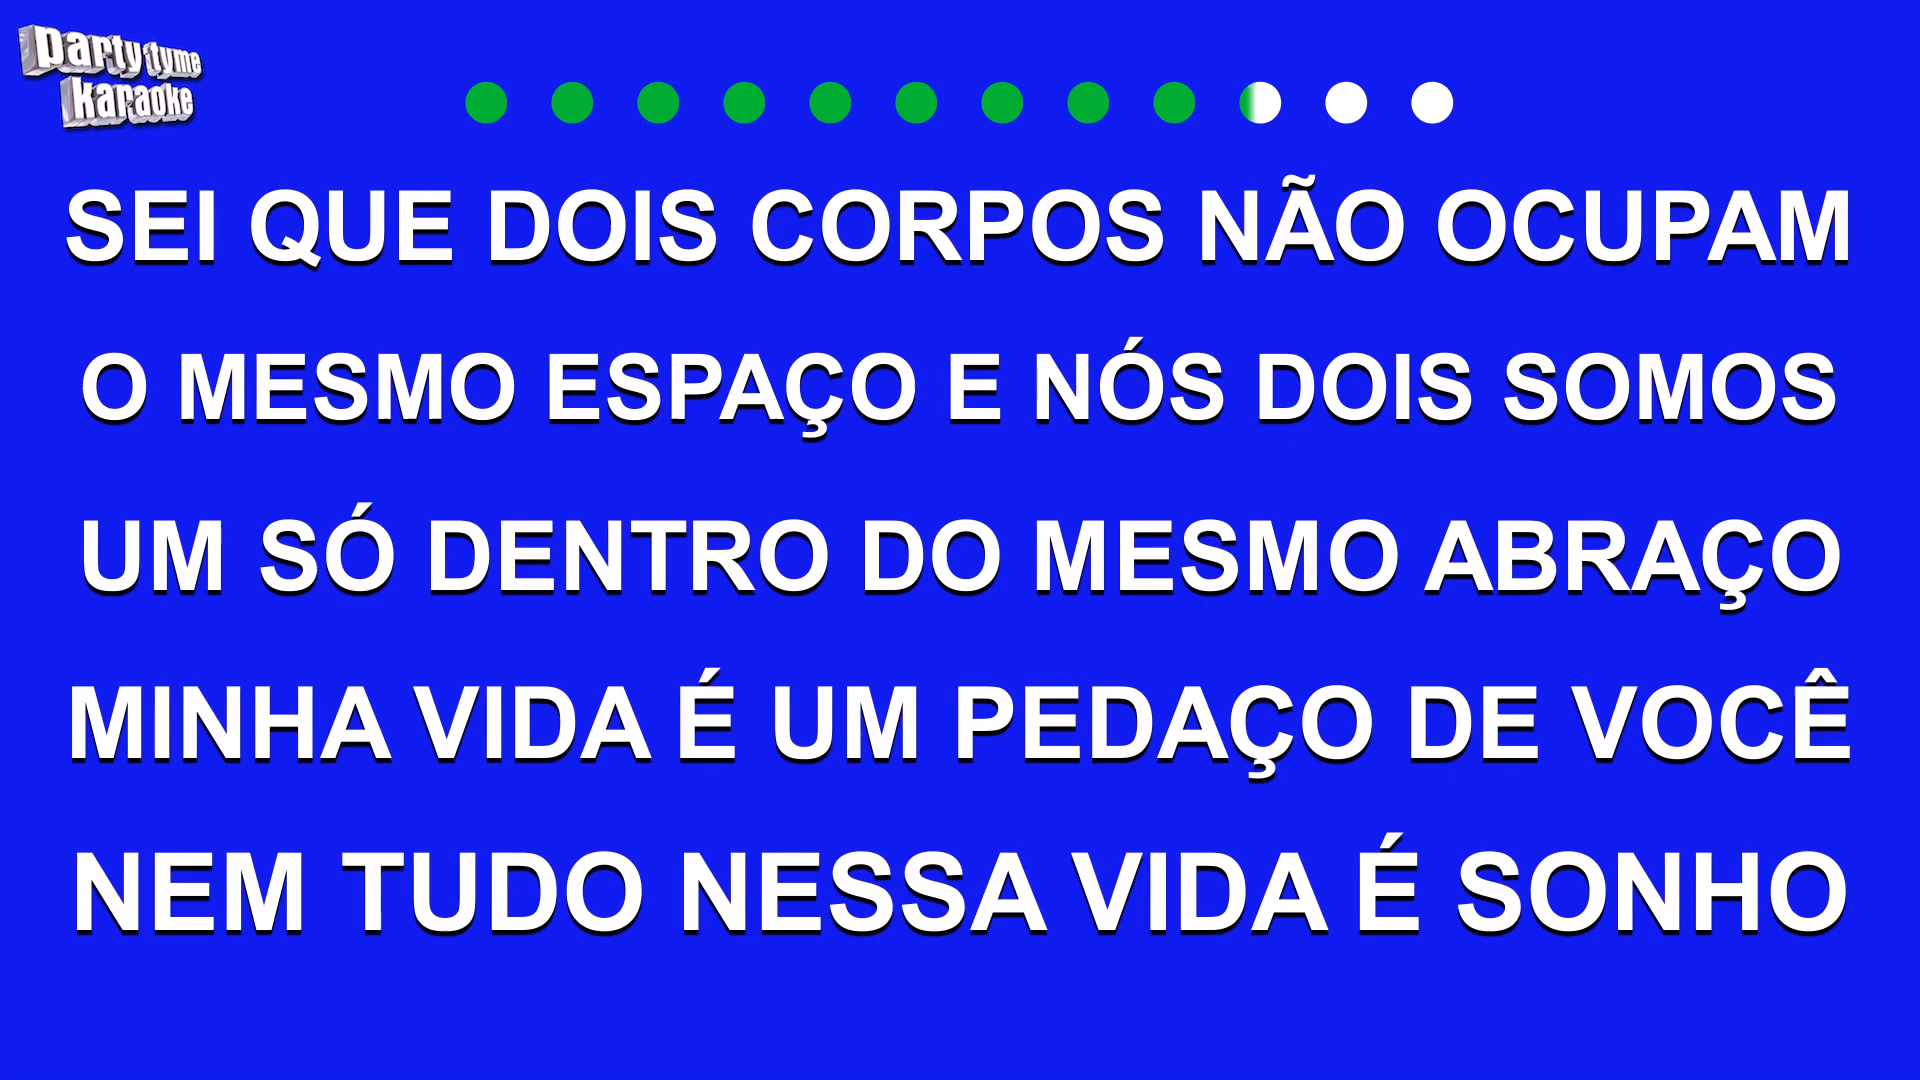 party tyme
karaoke
SEI QUE DOIS CORPOS NÃO OCUPAM
O MESMO ESPAÇO E NÓS DOIS SOMOS
UM SÓ DENTRO DO MESMO ABRAÇO
MINHA VIDA É UM PEDAÇO DE VOCÊ
NEM TUDO NESSA VIDA É SONHO